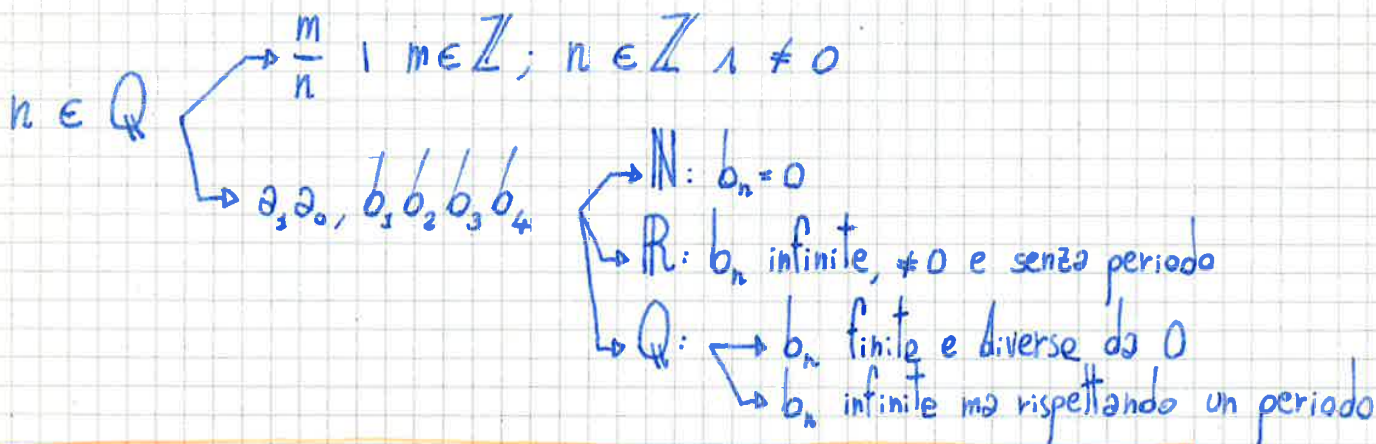 n ∈ ℚ
m/n | m ∈ ℤ; n ∈ ℤ ∧ ≠ 0
a₁a₀, b₁b₂b₃b₄
ℕ: bₙ = 0
ℝ: bₙ infinite, ≠0 e senza periodo
ℚ: bₙ finite e diverse da 0
bₙ infinite ma rispettando un periodo